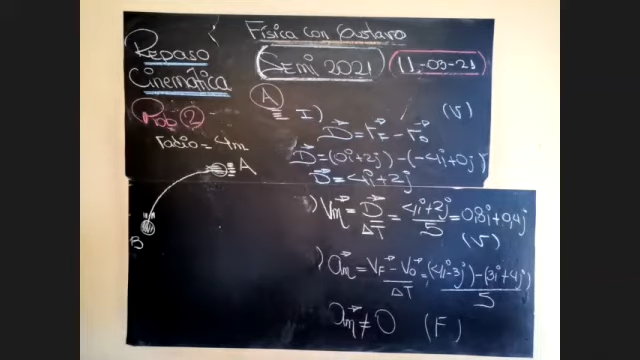 Física con Gustavo
Repaso
Cinemática
Semi 2021
11-03-21
Prob 2
radio = 4m
A
B
A
I)
(V)
D = rF - r0
D = (0i+2j) - (-4i+0j)
D = 4i+2j
) Vm = D/ΔT = 4i+2j/5 = 0,8i+0,4j
(V)
) am = VF - V0/ΔT = (4i-3j)-(3i+4j)/5
am ≠ 0 (F)